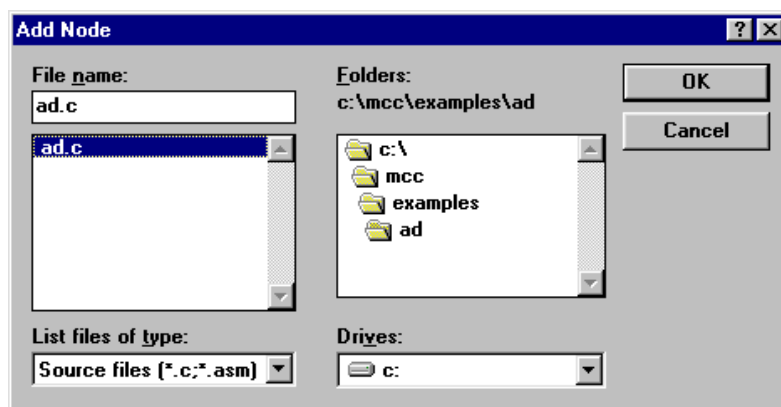 Add Node
File name:
ad.c
ad.c
List files of type:
Source files (*.c;*.asm)
Folders:
c:\mcc\examples\ad
c:\
mcc
examples
ad
Drives:
c:
OK
Cancel